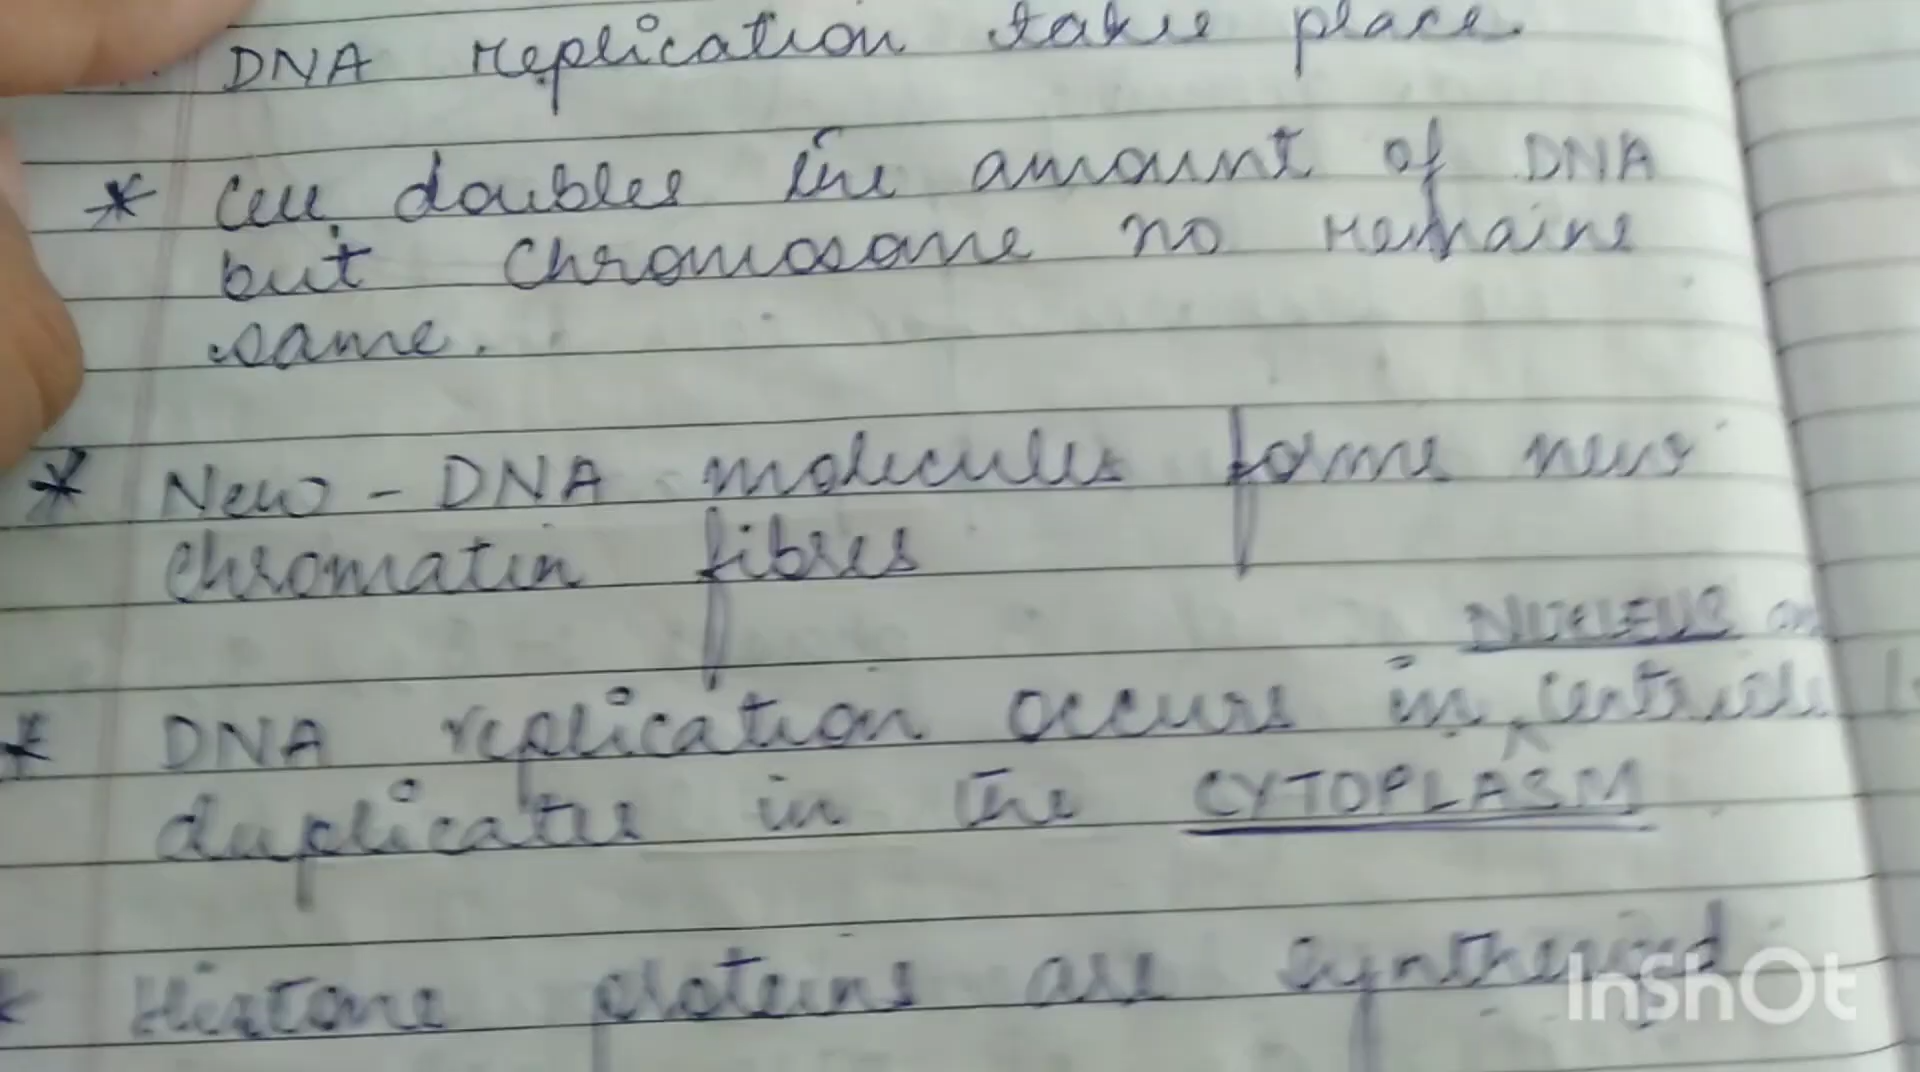 DNA replication take place.
* Cell doubles the amount of DNA
but chromosome no remains
same.
* New - DNA molecules forms new
chromatin fibres
NUCLEUS
* DNA replication occurs in centriole
duplicates in the CYTOPLASM
* Histone proteins are synthesized
InShOt